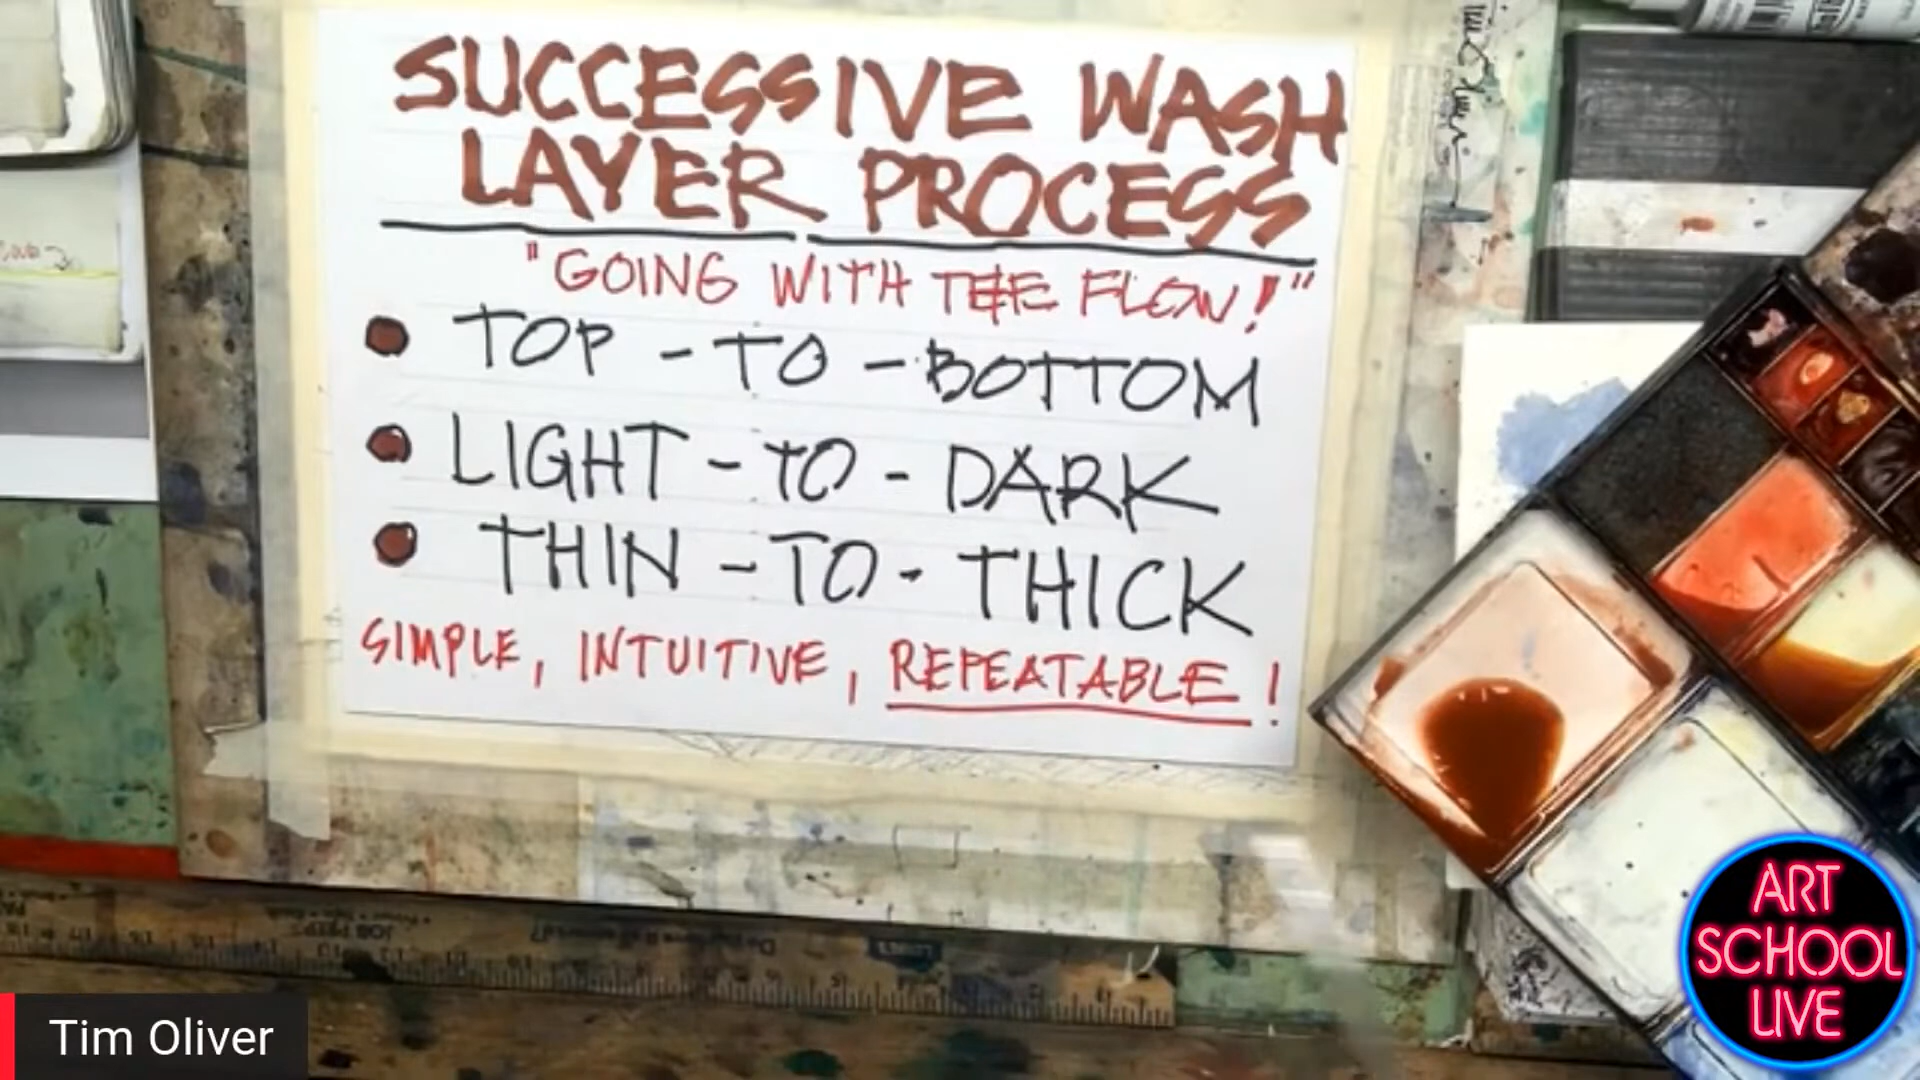 SUCCESSIVE WASH
LAYER PROCESS
"GOING WITH THE FLOW!"
TOP-TO-BOTTOM
LIGHT-TO-DARK
THIN-TO-THICK
SIMPLE, INTUITIVE, REPEATABLE!
Tim Oliver
ART
SCHOOL
LIVE